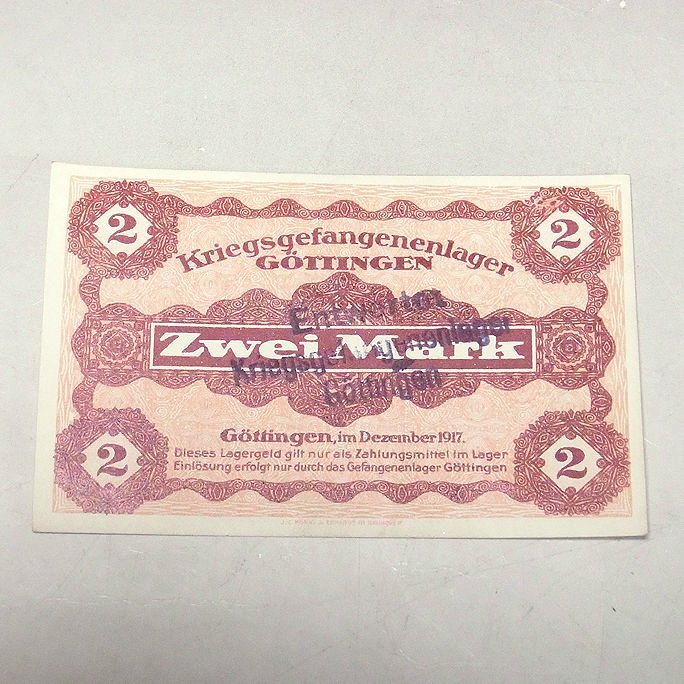 2
2
Kriegsgefangenenlager
GÖTTINGEN
Entwertet
Zwei Mark
Kriegsgefangenenlager
Göttingen
Göttingen, im Dezember 1917.
Dieses Lagergeld gilt nur als Zahlungsmittel im Lager
Einlösung erfolgt nur durch das Gefangenenlager Göttingen
2
2